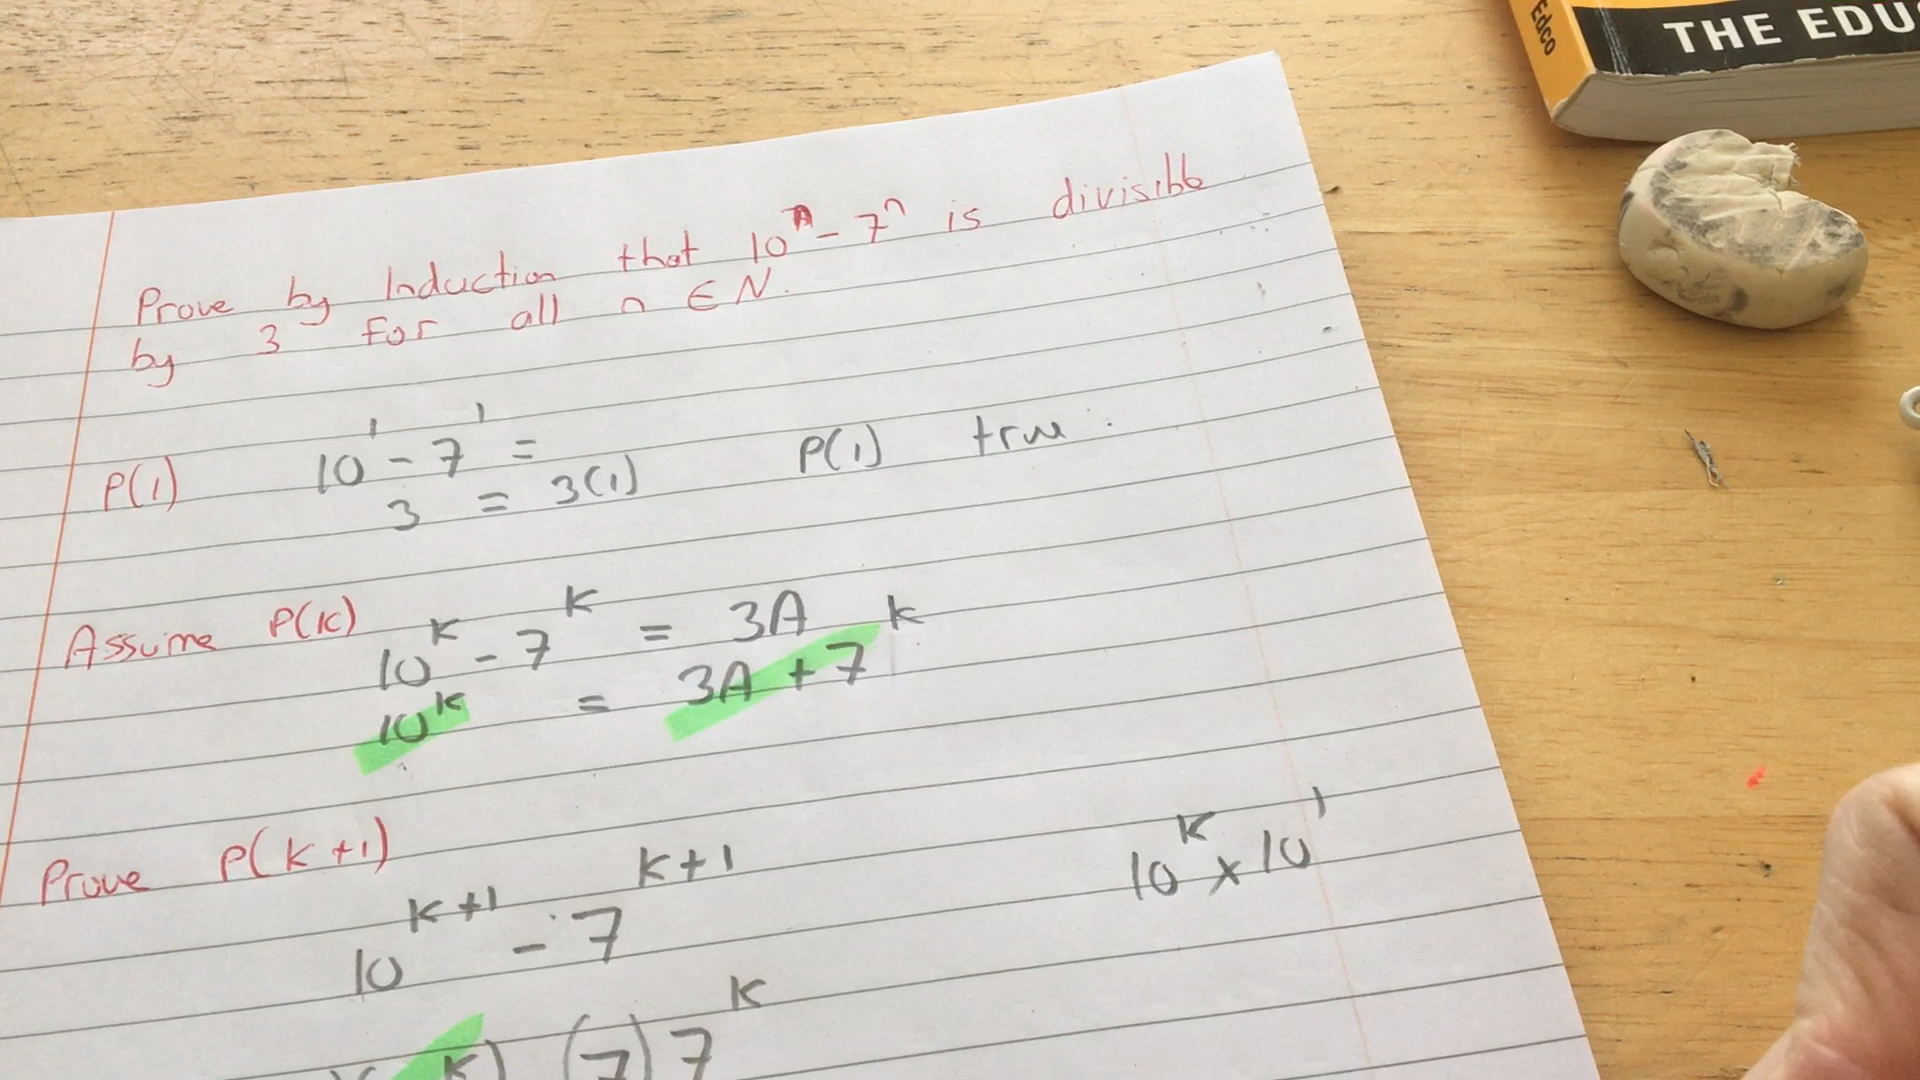 Edco
THE EDU
Prove by Induction that 10ⁿ - 7ⁿ is divisible
by 3 for all n ∈ N.
P(1) 10¹ - 7¹ =
3 = 3(1) P(1) true.
Assume P(k)
10ᵏ - 7ᵏ = 3A
10ᵏ = 3A + 7ᵏ
Prove P(k+1)
10ᵏ⁺¹ - 7ᵏ⁺¹ 10ᵏ x 10¹
k) (7)7ᵏ